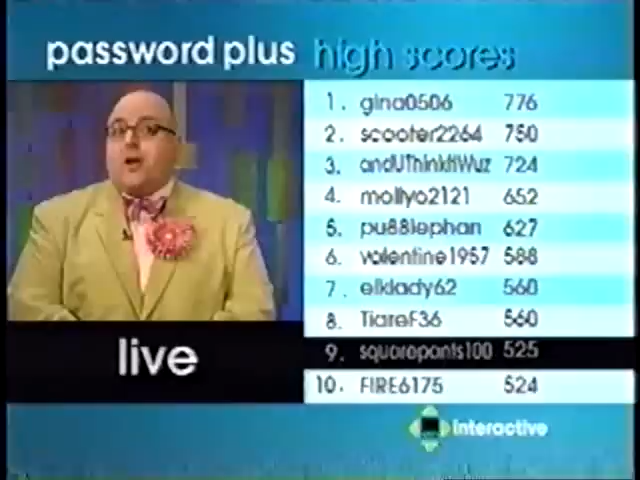 password plus high scores
1. gina0506 776
2. scooter2264 750
3. andUThinkItWuz 724
4. mollyo2121 652
5. pu88lephan 627
6. valentine1957 588
7. elklady62 560
8. TiareF36 560
9. squarepants100 525
10. FIRE6175 524
live
interactive